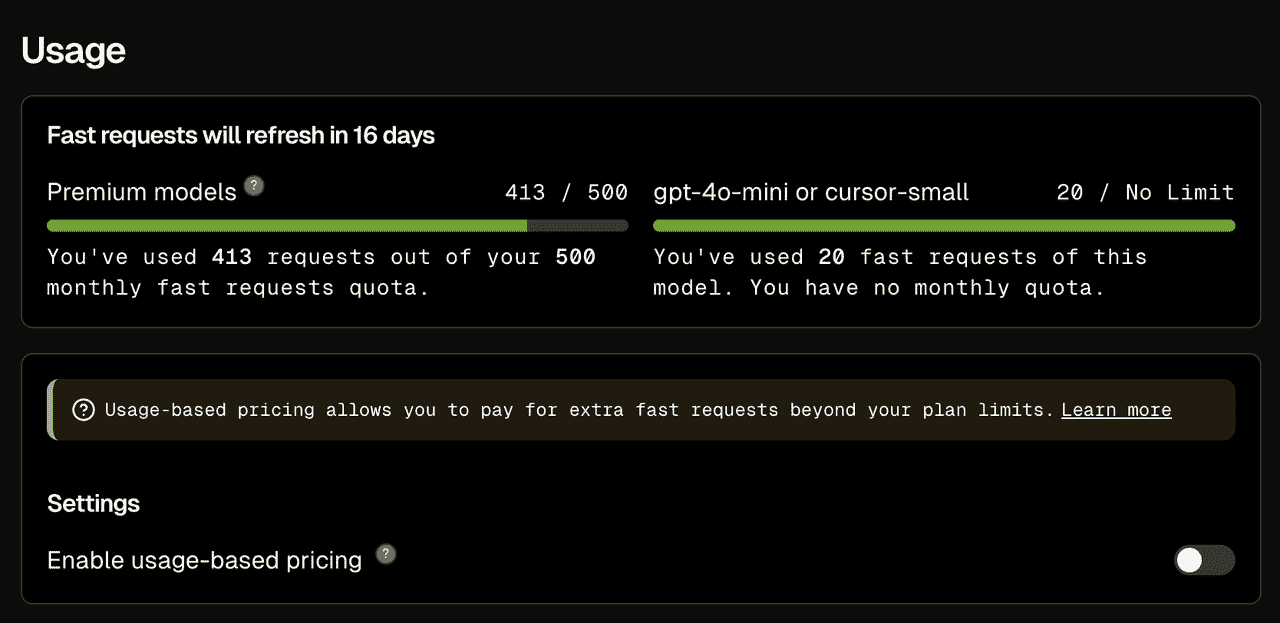 Usage
Fast requests will refresh in 16 days
Premium models ?
413 / 500
You've used 413 requests out of your 500
monthly fast requests quota.
gpt-4o-mini or cursor-small
20 / No Limit
You've used 20 fast requests of this
model. You have no monthly quota.
? Usage-based pricing allows you to pay for extra fast requests beyond your plan limits. Learn more
Settings
Enable usage-based pricing ?